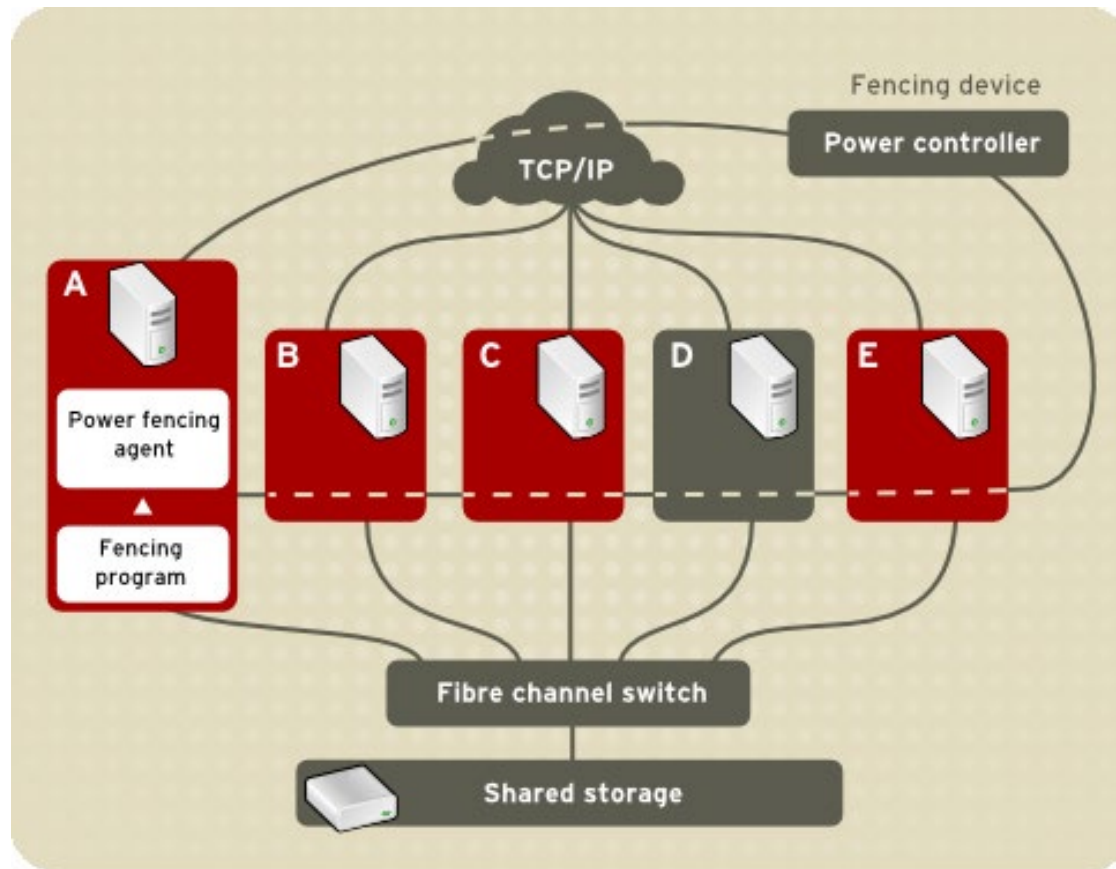 Fencing device
Power controller
TCP/IP
A
B
C
D
E
Power fencing
agent
Fencing
program
Fibre channel switch
Shared storage